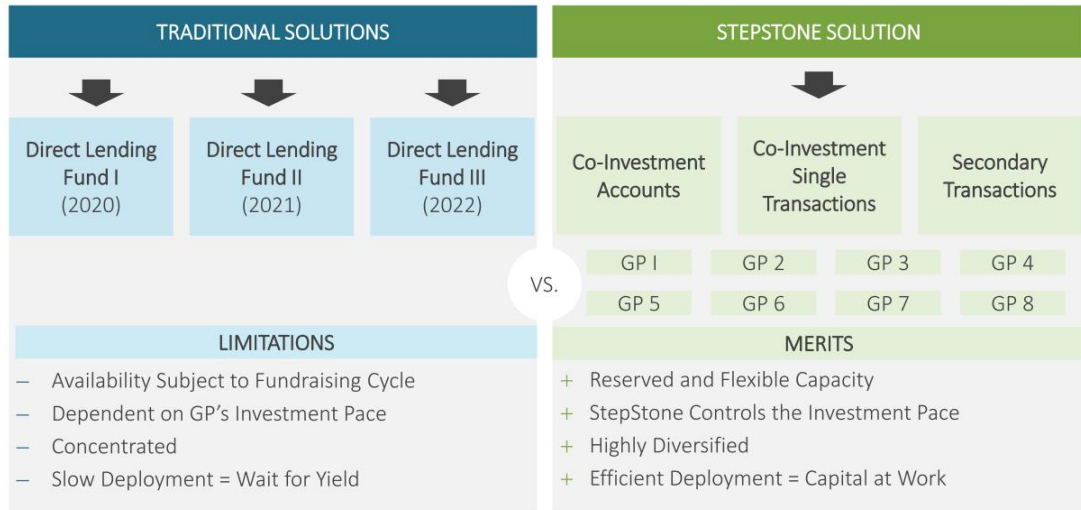 TRADITIONAL SOLUTIONS
Direct Lending
Fund I
(2020)
Direct Lending
Fund II
(2021)
Direct Lending
Fund III
(2022)
LIMITATIONS
– Availability Subject to Fundraising Cycle
– Dependent on GP's Investment Pace
– Concentrated
– Slow Deployment = Wait for Yield
VS.
STEPSTONE SOLUTION
Co-Investment
Accounts
Co-Investment
Single
Transactions
Secondary
Transactions
GP I
GP 2
GP 3
GP 4
GP 5
GP 6
GP 7
GP 8
MERITS
+ Reserved and Flexible Capacity
+ StepStone Controls the Investment Pace
+ Highly Diversified
+ Efficient Deployment = Capital at Work